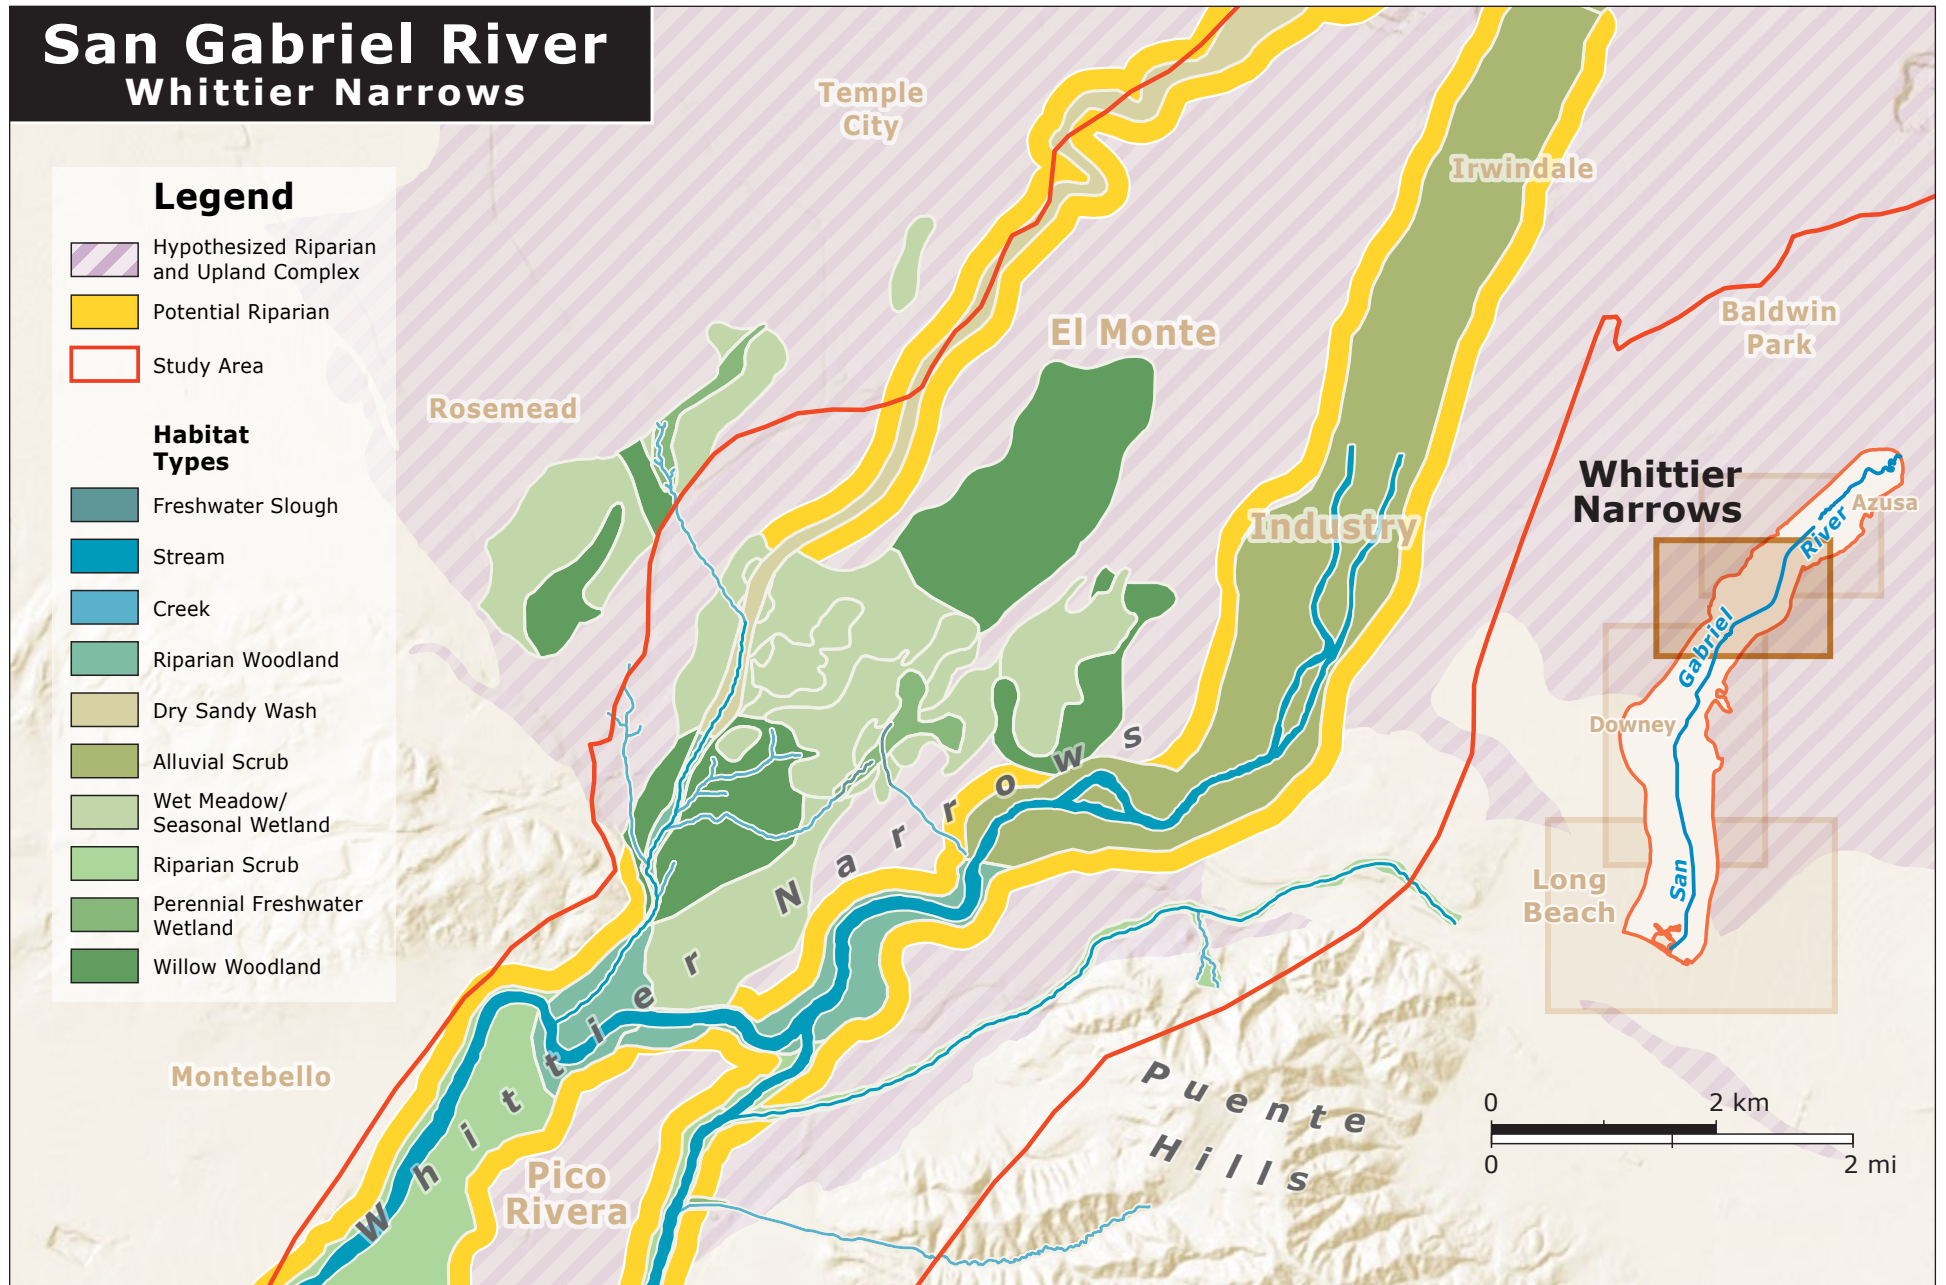 San Gabriel River
Whittier Narrows
Legend
Hypothesized Riparian
and Upland Complex
Potential Riparian
Study Area
Habitat
Types
Freshwater Slough
Stream
Creek
Riparian Woodland
Dry Sandy Wash
Alluvial Scrub
Wet Meadow/
Seasonal Wetland
Riparian Scrub
Perennial Freshwater
Wetland
Willow Woodland
Temple
City
Irwindale
Baldwin
Park
El Monte
Rosemead
Industry
Whittier Narrows
Montebello
Pico
Rivera
Puente
Hills
Whittier
Narrows
Azusa
San Gabriel River
Downey
Long
Beach
0 2 km
0 2 mi